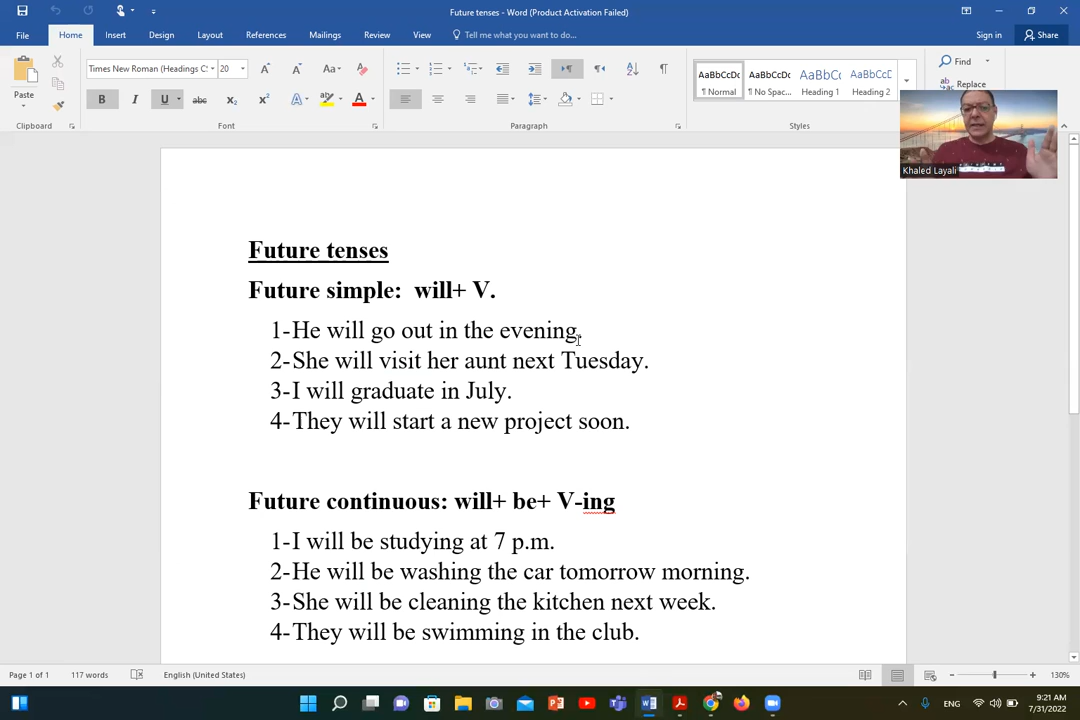 Future tenses - Word (Product Activation Failed)
File Home Insert Design Layout References Mailings Review View Tell me what you want to do... Sign in Share
Paste
Times New Roman (Headings C: 20
Find
Replace
AaBbCcDc AaBbCcDc AaBbCc AaBbCcD
¶ Normal ¶ No Spac... Heading 1 Heading 2
Clipboard Font Paragraph Styles
Khaled Layali
Future tenses
Future simple: will+ V.
1-He will go out in the evening.
2-She will visit her aunt next Tuesday.
3-I will graduate in July.
4-They will start a new project soon.
Future continuous: will+ be+ V-ing
1-I will be studying at 7 p.m.
2-He will be washing the car tomorrow morning.
3-She will be cleaning the kitchen next week.
4-They will be swimming in the club.
Page 1 of 1 117 words English (United States) 130%
ENG 9:21 AM
7/31/2022